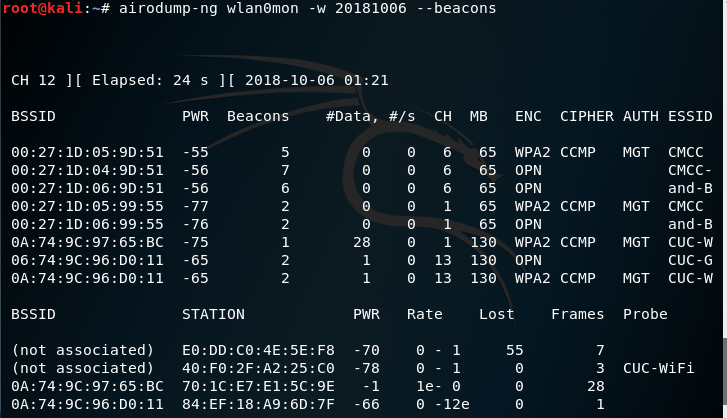 root@kali:~# airodump-ng wlan0mon -w 20181006 --beacons
CH 12 ][ Elapsed: 24 s ][ 2018-10-06 01:21
BSSID PWR Beacons #Data, #/s CH MB ENC CIPHER AUTH ESSID
00:27:1D:05:9D:51 -55 5 0 0 6 65 WPA2 CCMP MGT CMCC
00:27:1D:04:9D:51 -56 7 0 0 6 65 OPN CMCC-
00:27:1D:06:9D:51 -56 6 0 0 6 65 OPN and-B
00:27:1D:05:99:55 -77 2 0 0 1 65 WPA2 CCMP MGT CMCC
00:27:1D:06:99:55 -76 2 0 0 1 65 OPN and-B
0A:74:9C:97:65:BC -75 1 28 0 1 130 WPA2 CCMP MGT CUC-W
06:74:9C:96:D0:11 -65 2 1 0 13 130 OPN CUC-G
0A:74:9C:96:D0:11 -65 2 1 0 13 130 WPA2 CCMP MGT CUC-W
BSSID STATION PWR Rate Lost Frames Probe
(not associated) E0:DD:C0:4E:5E:F8 -70 0 - 1 55 7
(not associated) 40:F0:2F:A2:25:C0 -78 0 - 1 0 3 CUC-WiFi
0A:74:9C:97:65:BC 70:1C:E7:E1:5C:9E -1 1e- 0 0 28
0A:74:9C:96:D0:11 84:EF:18:A9:6D:7F -66 0 -12e 0 1